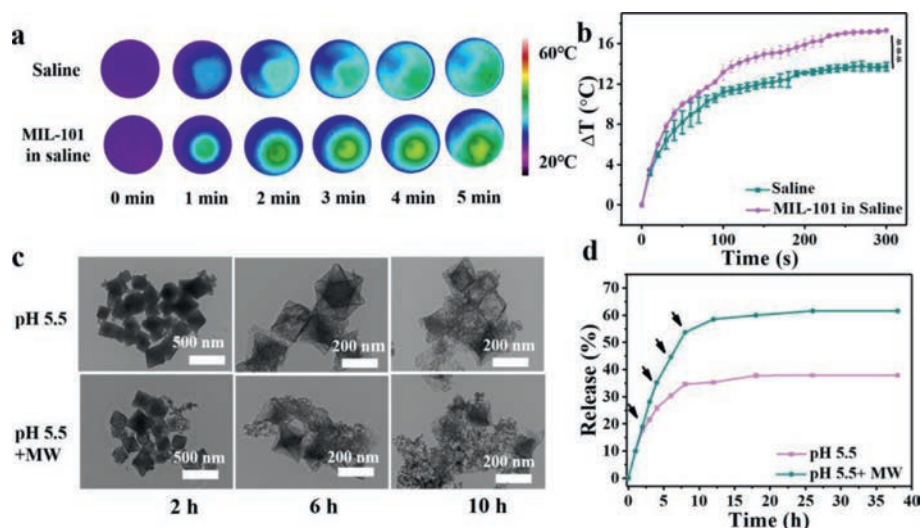 a
Saline
MIL-101
in saline
0 min 1 min 2 min 3 min 4 min 5 min
60℃
20℃
b
ΔT (°C)
16
12
8
4
0
0 100 200 300
Time (s)
Saline
MIL-101 in Saline
***
c
pH 5.5
500 nm 200 nm 200 nm
pH 5.5
+MW
500 nm 200 nm 200 nm
2 h 6 h 10 h
d
Release (%)
70
60
50
40
30
20
10
0
0 5 10 15 20 25 30 35 40
Time (h)
pH 5.5
pH 5.5+ MW